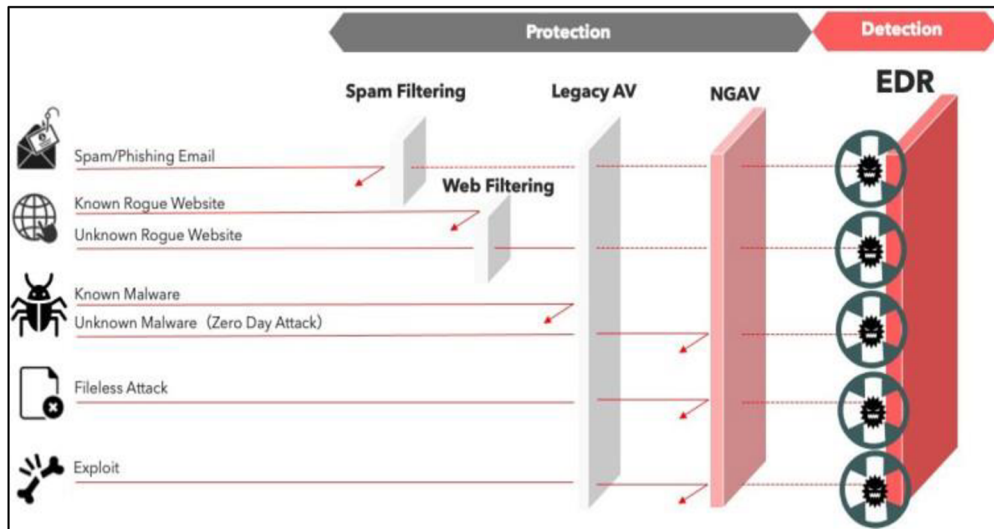 Protection
Detection
Spam Filtering
Legacy AV
NGAV
EDR
Spam/Phishing Email
Web Filtering
Known Rogue Website
Unknown Rogue Website
Known Malware
Unknown Malware（Zero Day Attack）
Fileless Attack
Exploit